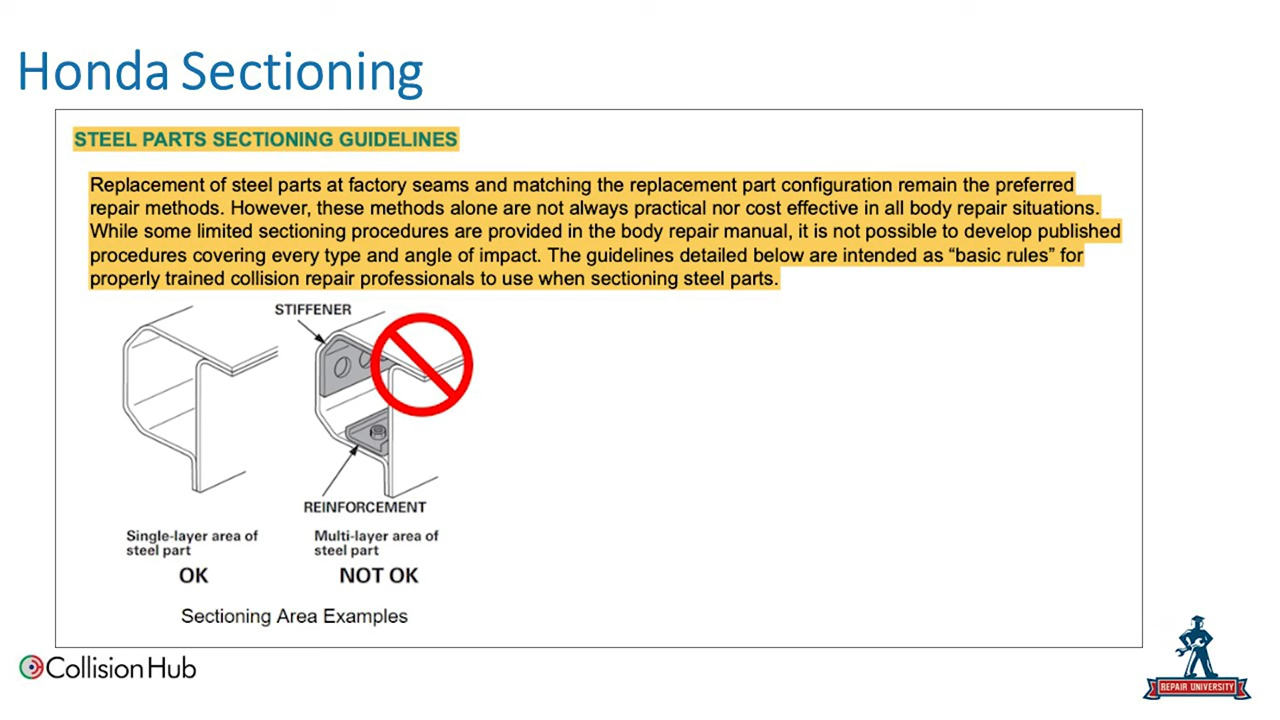 Honda Sectioning
STEEL PARTS SECTIONING GUIDELINES
Replacement of steel parts at factory seams and matching the replacement part configuration remain the preferred
repair methods. However, these methods alone are not always practical nor cost effective in all body repair situations.
While some limited sectioning procedures are provided in the body repair manual, it is not possible to develop published
procedures covering every type and angle of impact. The guidelines detailed below are intended as “basic rules” for
properly trained collision repair professionals to use when sectioning steel parts.
STIFFENER
REINFORCEMENT
Single-layer area of
steel part
OK
Multi-layer area of
steel part
NOT OK
Sectioning Area Examples
Collision Hub
REPAIR UNIVERSITY